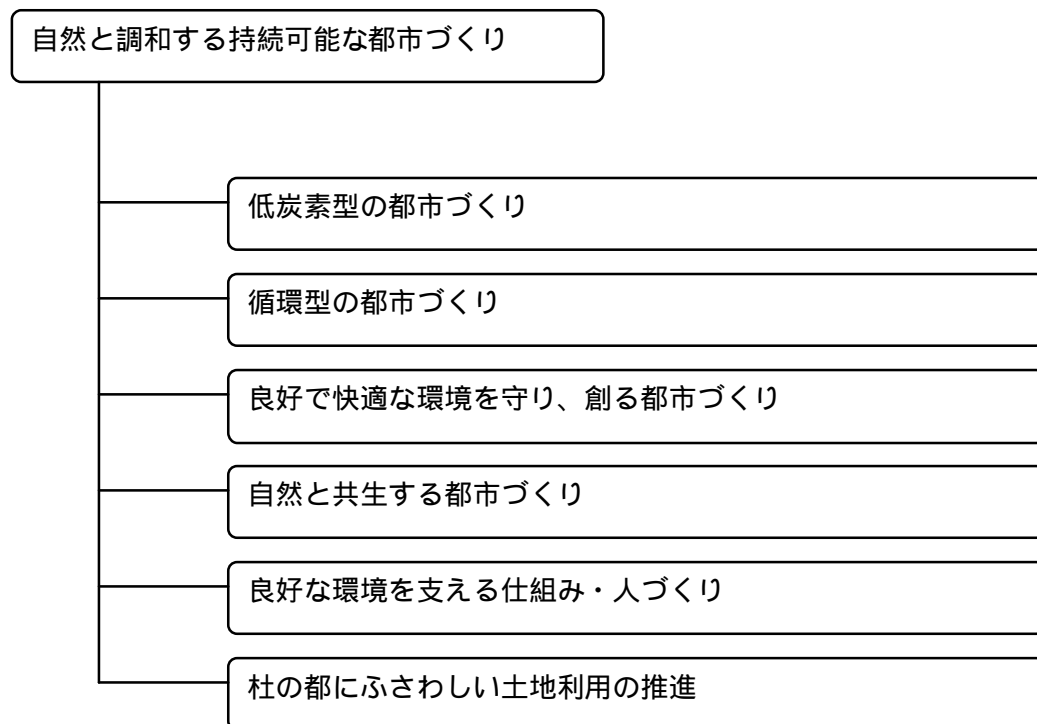 自然と調和する持続可能な都市づくり
低炭素型の都市づくり
循環型の都市づくり
良好で快適な環境を守り、創る都市づくり
自然と共生する都市づくり
良好な環境を支える仕組み・人づくり
杜の都にふさわしい土地利用の推進